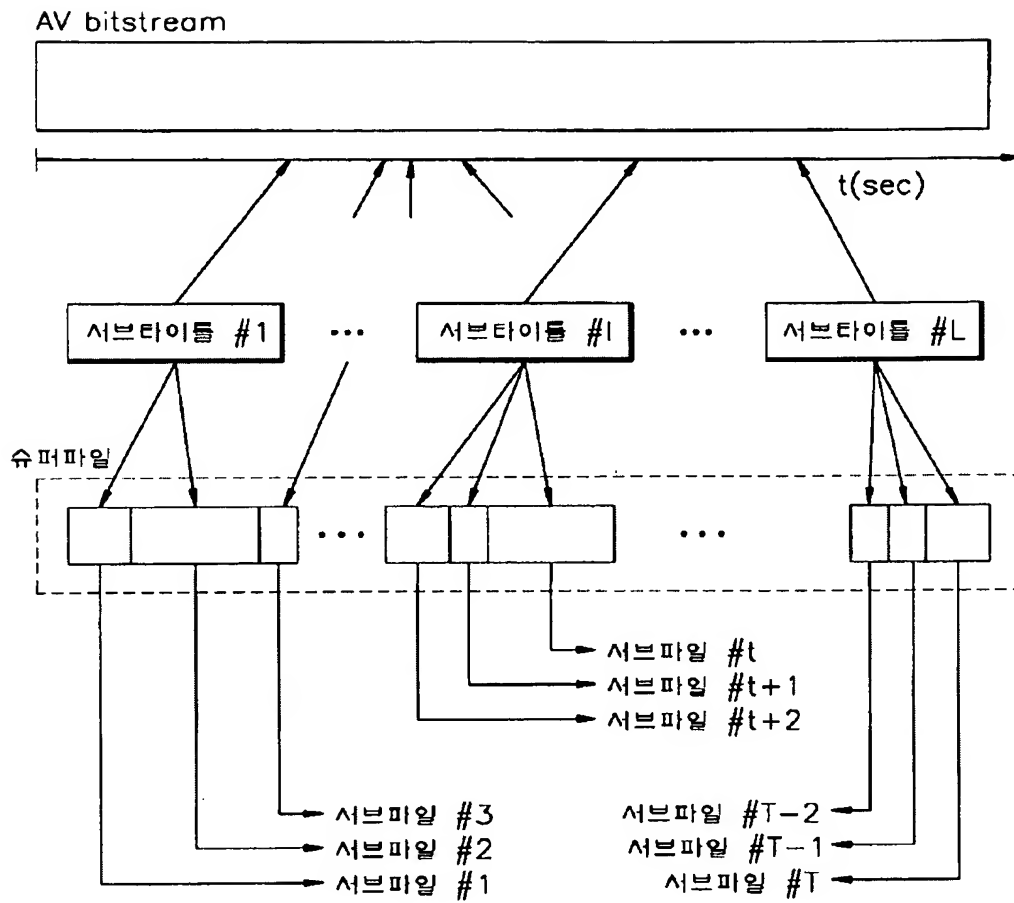 AV bitstream
t(sec)
서브타이틀 #1
...
서브타이틀 #l
...
서브타이틀 #L
슈퍼파일
...
...
서브파일 #t
서브파일 #t+1
서브파일 #t+2
서브파일 #3
서브파일 #2
서브파일 #1
서브파일 #T-2
서브파일 #T-1
서브파일 #T